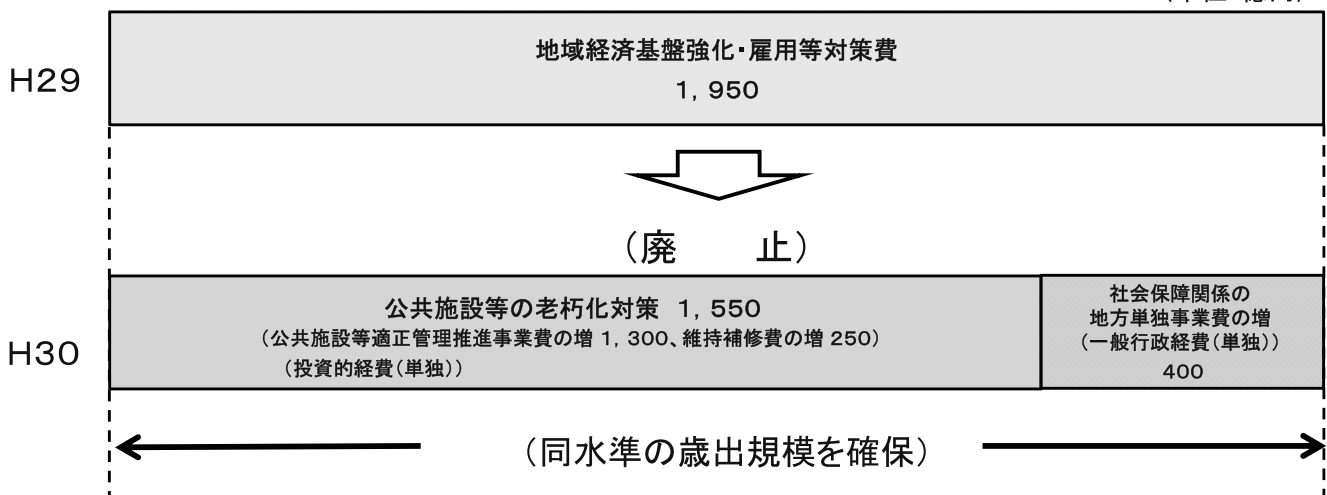 H29
地域経済基盤強化・雇用等対策費
1,950
(廃　　止)
H30
公共施設等の老朽化対策 1,550
(公共施設等適正管理推進事業費の増 1,300、維持補修費の増 250)
(投資的経費(単独))
社会保障関係の
地方単独事業費の増
(一般行政経費(単独))
400
(同水準の歳出規模を確保)